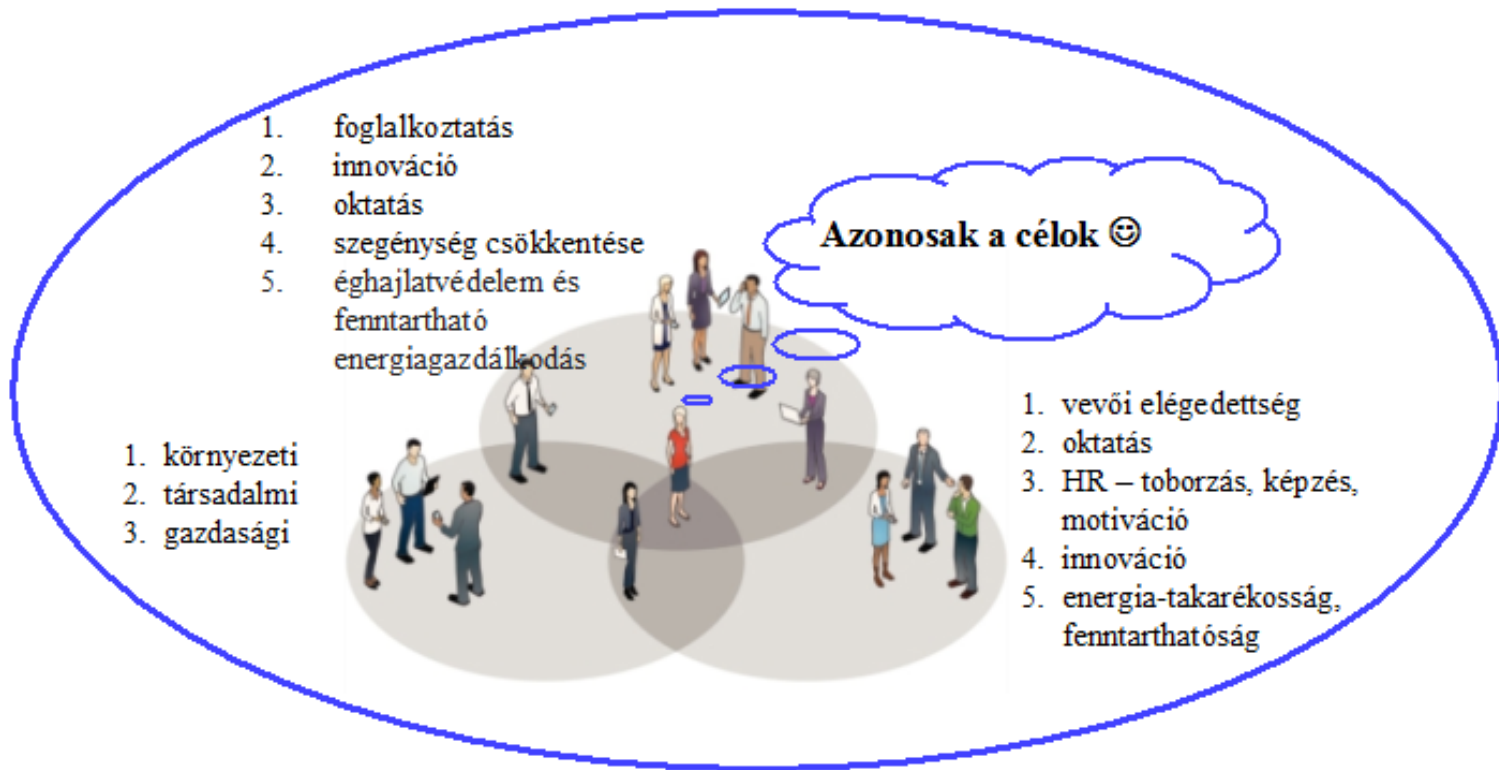 1. foglalkoztatás
2. innováció
3. oktatás
4. szegénység csökkentése
5. éghajlatvédelem és
fenntartható
energiagazdálkodás
Azonosak a célok ☺
1. környezeti
2. társadalmi
3. gazdasági
1. vevői elégedettség
2. oktatás
3. HR – toborzás, képzés,
motiváció
4. innováció
5. energia-takarékosság,
fenntarthatóság